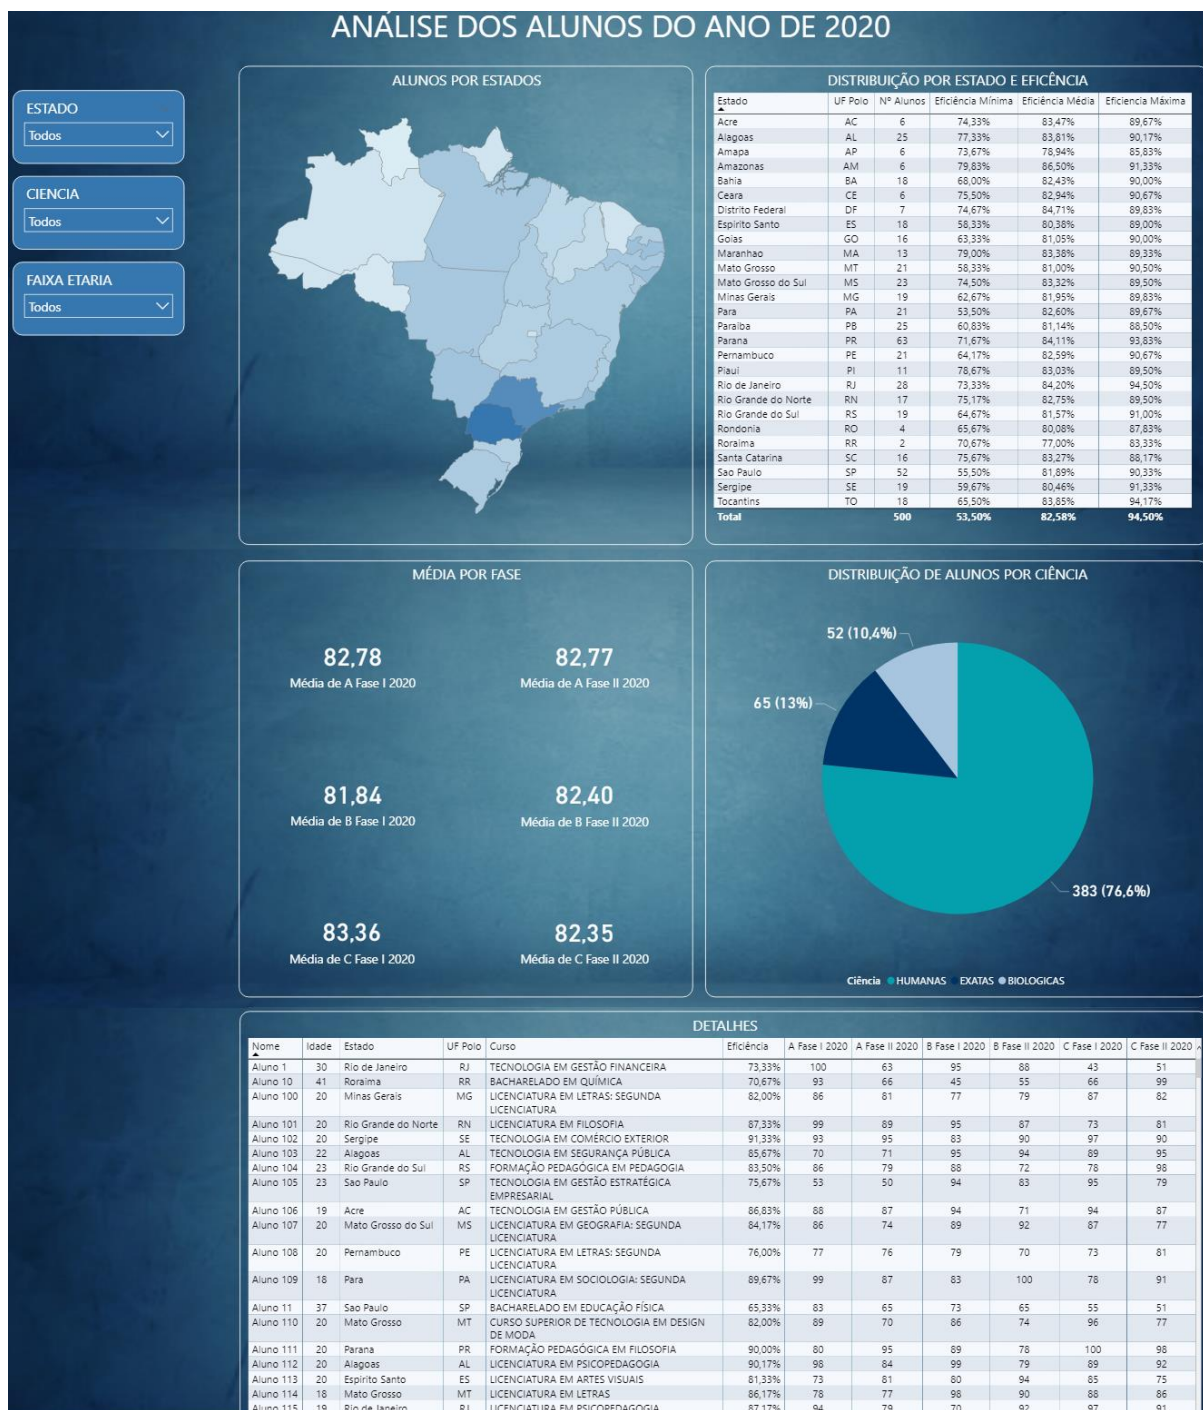 ANÁLISE DOS ALUNOS DO ANO DE 2020
ESTADO
Todos
CIENCIA
Todos
FAIXA ETARIA
Todos
ALUNOS POR ESTADOS
DISTRIBUIÇÃO POR ESTADO E EFICÊNCIA
Estado UF Polo Nº Alunos Eficiência Mínima Eficiência Média Eficiencia Máxima
Acre AC 6 74,33% 83,47% 89,67%
Alagoas AL 25 77,33% 83,81% 90,17%
Amapa AP 6 73,67% 78,94% 85,83%
Amazonas AM 6 79,83% 86,50% 91,33%
Bahia BA 18 68,00% 82,43% 90,00%
Ceara CE 6 75,50% 82,94% 90,67%
Distrito Federal DF 7 74,67% 84,71% 89,83%
Espirito Santo ES 18 58,33% 80,38% 89,00%
Goias GO 16 63,33% 81,05% 90,00%
Maranhao MA 13 79,00% 83,38% 89,33%
Mato Grosso MT 21 58,33% 81,00% 90,50%
Mato Grosso do Sul MS 23 74,50% 83,32% 89,50%
Minas Gerais MG 19 62,67% 81,95% 89,83%
Para PA 21 53,50% 82,60% 89,67%
Paraiba PB 25 60,83% 81,14% 88,50%
Parana PR 63 71,67% 84,11% 93,83%
Pernambuco PE 21 64,17% 82,59% 90,67%
Piaui PI 11 78,67% 83,03% 89,50%
Rio de Janeiro RJ 28 73,33% 84,20% 94,50%
Rio Grande do Norte RN 17 75,17% 82,75% 89,50%
Rio Grande do Sul RS 19 64,67% 81,57% 91,00%
Rondonia RO 4 65,67% 80,08% 87,83%
Roraima RR 2 70,67% 77,00% 83,33%
Santa Catarina SC 16 75,67% 83,27% 88,17%
Sao Paulo SP 52 55,50% 81,89% 90,33%
Sergipe SE 19 59,67% 80,46% 91,33%
Tocantins TO 18 65,50% 83,85% 94,17%
Total 500 53,50% 82,58% 94,50%
MÉDIA POR FASE
82,78 82,77
Média de A Fase I 2020 Média de A Fase II 2020
81,84 82,40
Média de B Fase I 2020 Média de B Fase II 2020
83,36 82,35
Média de C Fase I 2020 Média de C Fase II 2020
DISTRIBUIÇÃO DE ALUNOS POR CIÊNCIA
52 (10,4%)
65 (13%)
383 (76,6%)
Ciência HUMANAS EXATAS BIOLOGICAS
DETALHES
Nome Idade Estado UF Polo Curso Eficiência A Fase I 2020 A Fase II 2020 B Fase I 2020 B Fase II 2020 C Fase I 2020 C Fase II 2020
Aluno 1 30 Rio de Janeiro RJ TECNOLOGIA EM GESTÃO FINANCEIRA 73,33% 100 63 95 88 43 51
Aluno 10 41 Roraima RR BACHARELADO EM QUÍMICA 70,67% 93 66 45 55 66 99
Aluno 100 20 Minas Gerais MG LICENCIATURA EM LETRAS: SEGUNDA 82,00% 86 81 77 79 87 82
LICENCIATURA
Aluno 101 20 Rio Grande do Norte RN LICENCIATURA EM FILOSOFIA 87,33% 99 89 95 87 73 81
Aluno 102 20 Sergipe SE TECNOLOGIA EM COMÉRCIO EXTERIOR 91,33% 93 95 83 90 97 90
Aluno 103 22 Alagoas AL TECNOLOGIA EM SEGURANÇA PÚBLICA 85,67% 70 71 95 94 89 95
Aluno 104 23 Rio Grande do Sul RS FORMAÇÃO PEDAGÓGICA EM PEDAGOGIA 83,50% 86 79 88 72 78 98
Aluno 105 23 Sao Paulo SP TECNOLOGIA EM GESTÃO ESTRATÉGICA 75,67% 53 50 94 83 95 79
EMPRESARIAL
Aluno 106 19 Acre AC TECNOLOGIA EM GESTÃO PÚBLICA 86,83% 88 87 94 71 94 87
Aluno 107 20 Mato Grosso do Sul MS LICENCIATURA EM GEOGRAFIA: SEGUNDA 84,17% 86 74 89 92 87 77
LICENCIATURA
Aluno 108 20 Pernambuco PE LICENCIATURA EM LETRAS: SEGUNDA 76,00% 77 76 79 70 73 81
LICENCIATURA
Aluno 109 18 Para PA LICENCIATURA EM SOCIOLOGIA: SEGUNDA 89,67% 99 87 83 100 78 91
LICENCIATURA
Aluno 11 37 Sao Paulo SP BACHARELADO EM EDUCAÇÃO FÍSICA 65,33% 83 65 73 65 55 51
Aluno 110 20 Mato Grosso MT CURSO SUPERIOR DE TECNOLOGIA EM DESIGN 82,00% 89 70 86 74 96 77
DE MODA
Aluno 111 20 Parana PR FORMAÇÃO PEDAGÓGICA EM FILOSOFIA 90,00% 80 95 89 78 100 98
Aluno 112 20 Alagoas AL LICENCIATURA EM PSICOPEDAGOGIA 90,17% 98 84 99 79 89 92
Aluno 113 20 Espirito Santo ES LICENCIATURA EM ARTES VISUAIS 81,33% 73 81 80 94 85 75
Aluno 114 18 Mato Grosso MT LICENCIATURA EM LETRAS 86,17% 78 77 98 90 88 86
Aluno 115 19 Rio de Janeiro RJ LICENCIATURA EM PSICOPEDAGOGIA 87,17% 94 79 70 92 97 91